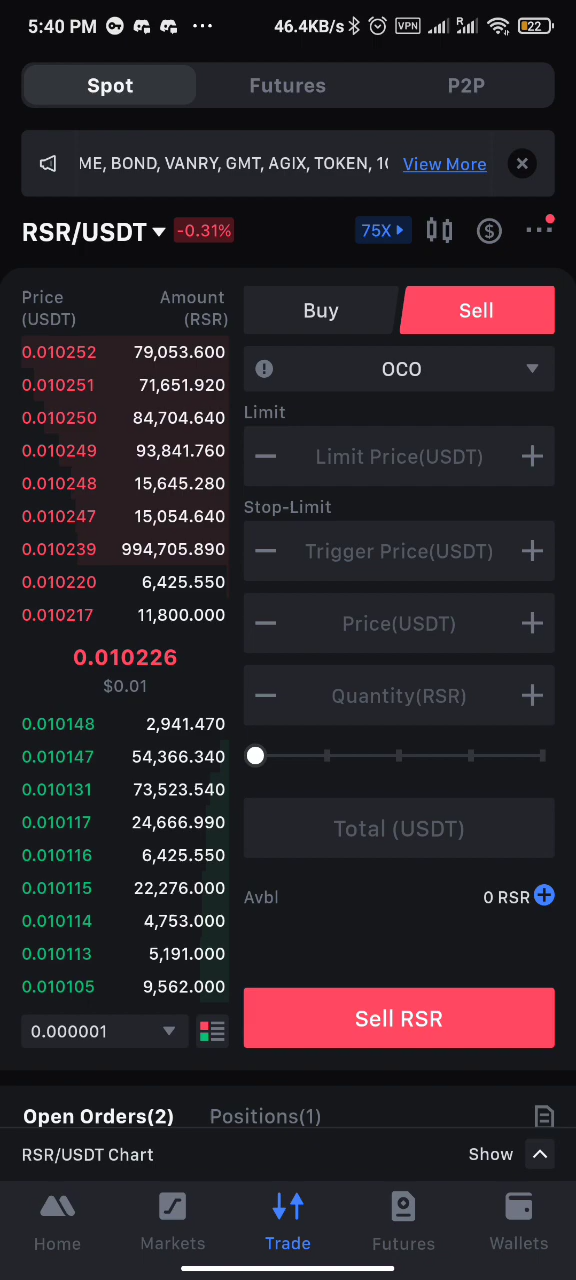 5:40 PM ... 46.4KB/s VPN R 22
Spot Futures P2P
ME, BOND, VANRY, GMT, AGIX, TOKEN, View More
RSR/USDT -0.31% 75X
Price (USDT) Amount (RSR)
Buy Sell
0.010252 79,053.600
0.010251 71,651.920
0.010250 84,704.640
0.010249 93,841.760
0.010248 15,645.280
0.010247 15,054.640
0.010239 994,705.890
0.010220 6,425.550
0.010217 11,800.000
0.010226
$0.01
0.010148 2,941.470
0.010147 54,366.340
0.010131 73,523.540
0.010117 24,666.990
0.010116 6,425.550
0.010115 22,276.000
0.010114 4,753.000
0.010113 5,191.000
0.010105 9,562.000
0.000001
OCO
Limit
Limit Price(USDT)
Stop-Limit
Trigger Price(USDT)
Price(USDT)
Quantity(RSR)
Total (USDT)
Avbl 0 RSR
Sell RSR
Open Orders(2) Positions(1)
RSR/USDT Chart Show
Home Markets Trade Futures Wallets